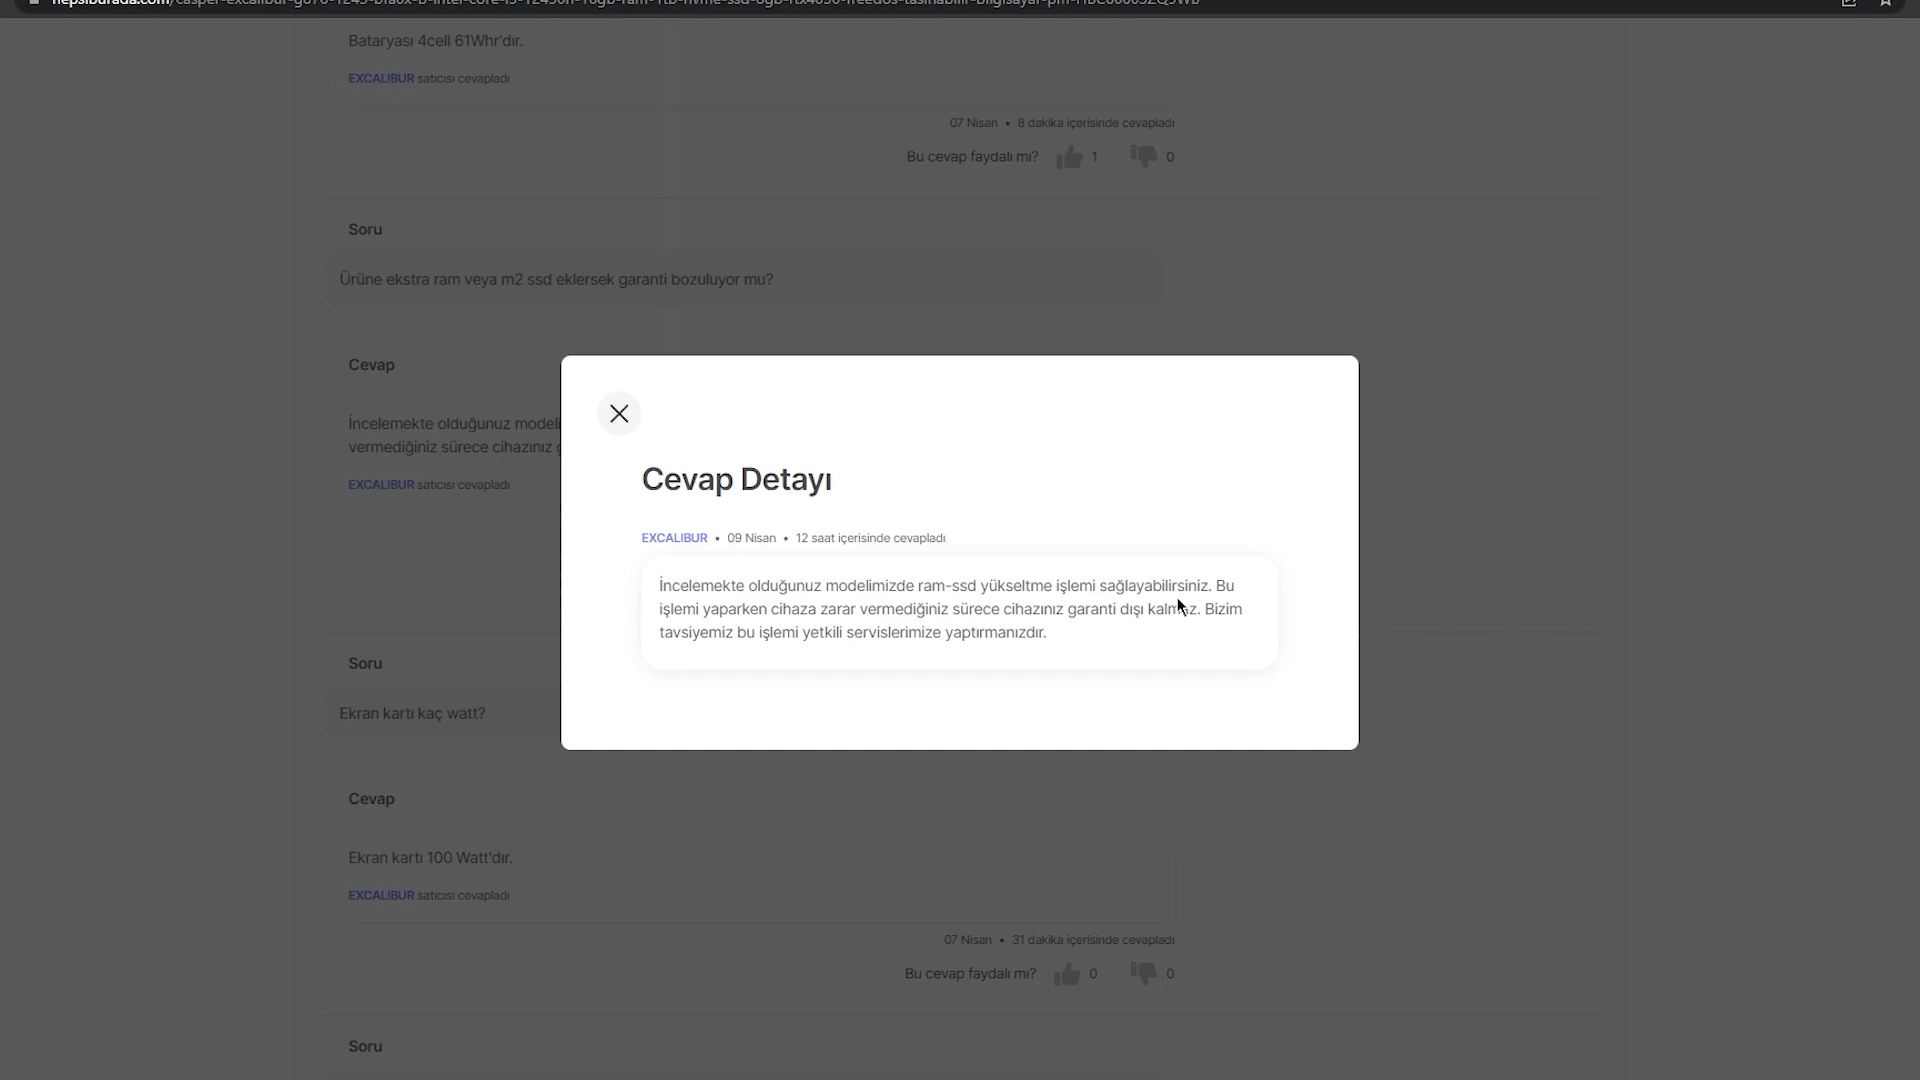 Bataryası 4cell 61Whr'dır.
EXCALIBUR satıcısı cevapladı
07 Nisan • 8 dakika içerisinde cevapladı
Bu cevap faydalı mı? 1 0
Soru
Ürüne ekstra ram veya m2 ssd eklersek garanti bozuluyor mu?
Cevap
İncelemekte olduğunuz modeli
vermediğiniz sürece cihazınız
EXCALIBUR satıcısı cevapladı
Cevap Detayı
EXCALIBUR • 09 Nisan • 12 saat içerisinde cevapladı
İncelemekte olduğunuz modelimizde ram-ssd yükseltme işlemi sağlayabilirsiniz. Bu
işlemi yaparken cihaza zarar vermediğiniz sürece cihazınız garanti dışı kalmaz. Bizim
tavsiyemiz bu işlemi yetkili servislerimize yaptırmanızdır.
Soru
Ekran kartı kaç watt?
Cevap
Ekran kartı 100 Watt'dır.
EXCALIBUR satıcısı cevapladı
07 Nisan • 31 dakika içerisinde cevapladı
Bu cevap faydalı mı? 0 0
Soru